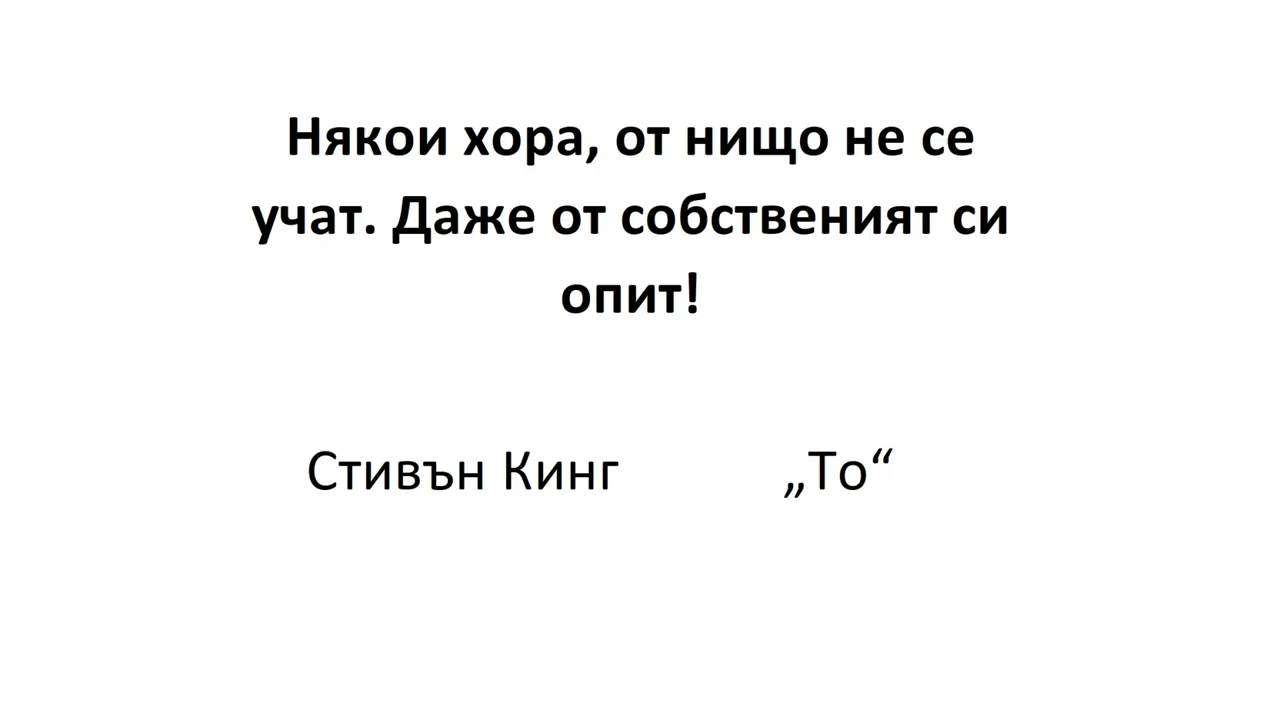 Някои хора, от нищо не се
учат. Даже от собственият си
опит!
Стивън Кинг „То“